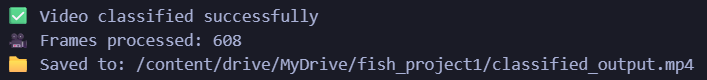 ✅ Video classified successfully
🎥 Frames processed: 608
📁 Saved to: /content/drive/MyDrive/fish_project1/classified_output.mp4